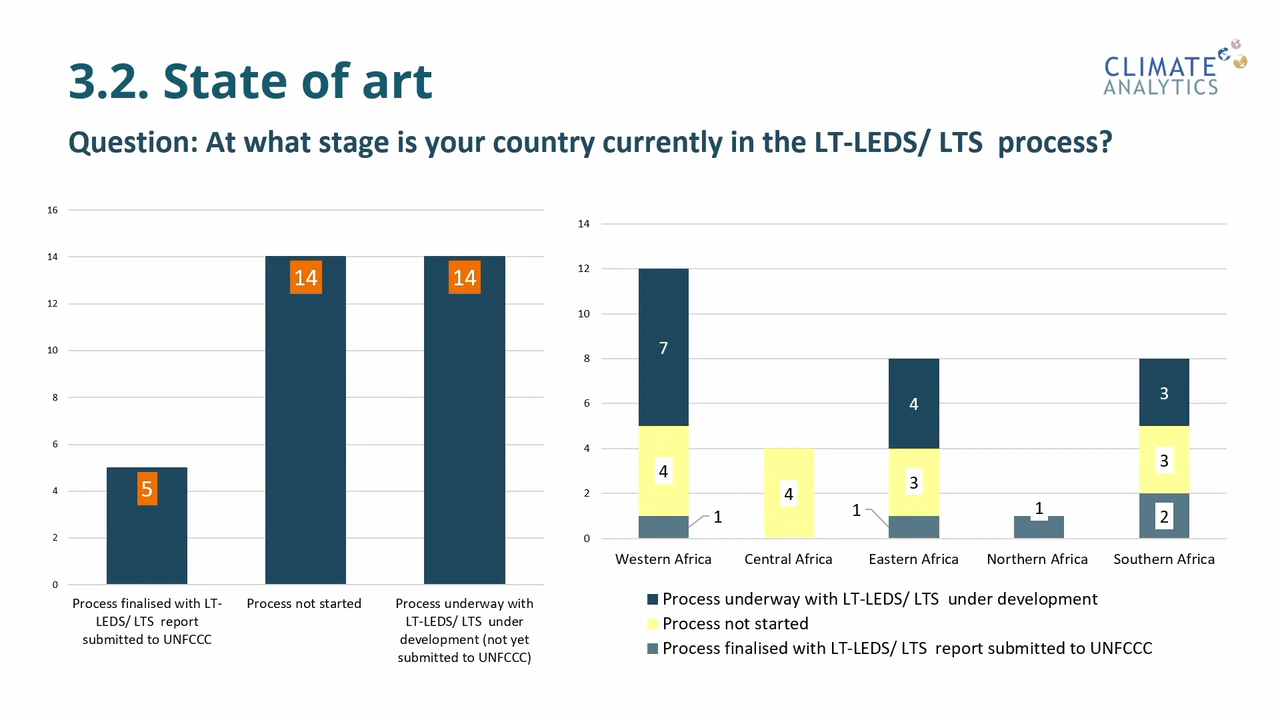 3.2. State of art
CLIMATE
ANALYTICS
Question: At what stage is your country currently in the LT-LEDS/ LTS process?
16
14
12
10
8
6
4
2
0
5
14
14
Process finalised with LT-
LEDS/ LTS report
submitted to UNFCCC
Process not started
Process underway with
LT-LEDS/ LTS under
development (not yet
submitted to UNFCCC)
14
12
10
8
6
4
2
0
7
4
1
4
4
3
1
1
3
3
2
Western Africa
Central Africa
Eastern Africa
Northern Africa
Southern Africa
Process underway with LT-LEDS/ LTS under development
Process not started
Process finalised with LT-LEDS/ LTS report submitted to UNFCCC